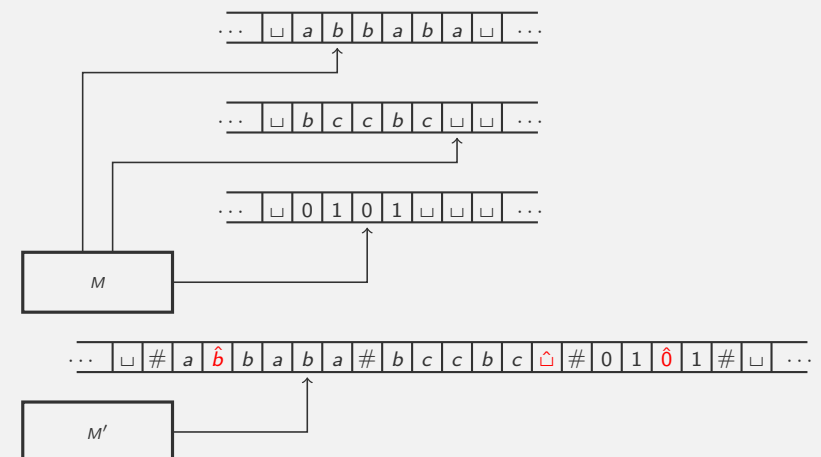 ··· ␣ a b b a b a ␣ ···
··· ␣ b c c b c ␣ ␣ ···
··· ␣ 0 1 0 1 ␣ ␣ ␣ ···
M
··· ␣ # a b̂ b a b a # b c c b c ␣̂ # 0 1 0̂ 1 # ␣ ···
M′